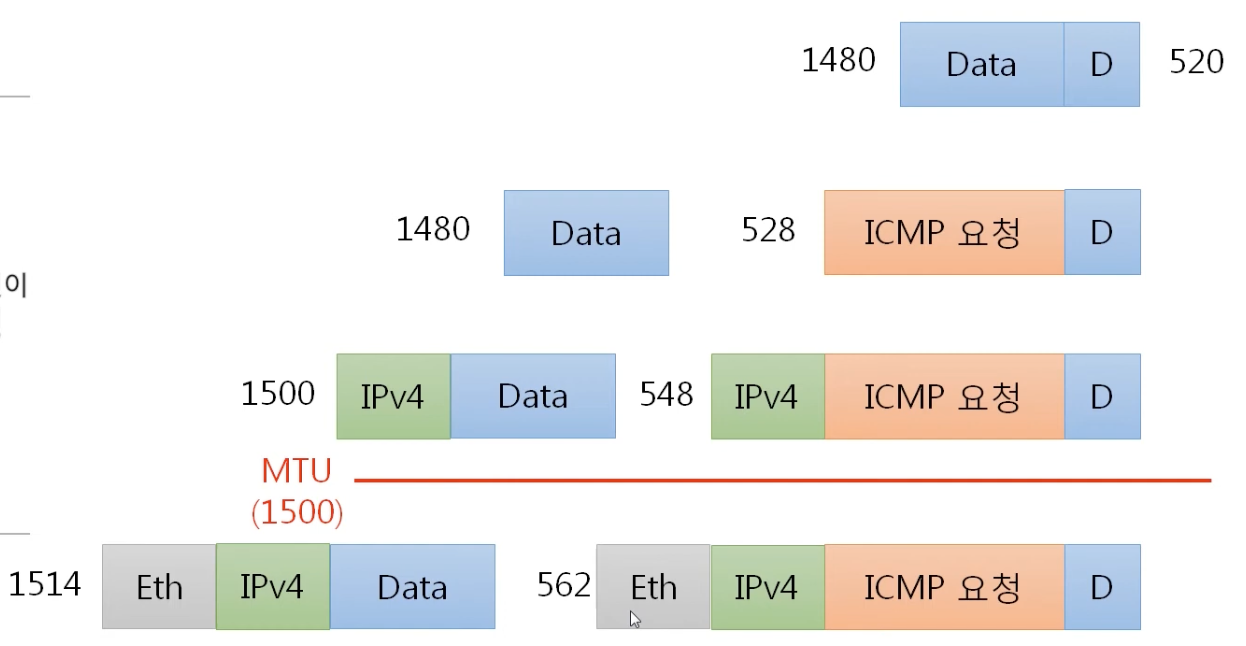 1480 Data D 520
1480 Data 528 ICMP 요청 D
이
1500 IPv4 Data 548 IPv4 ICMP 요청 D
MTU
(1500)
1514 Eth IPv4 Data 562 Eth IPv4 ICMP 요청 D